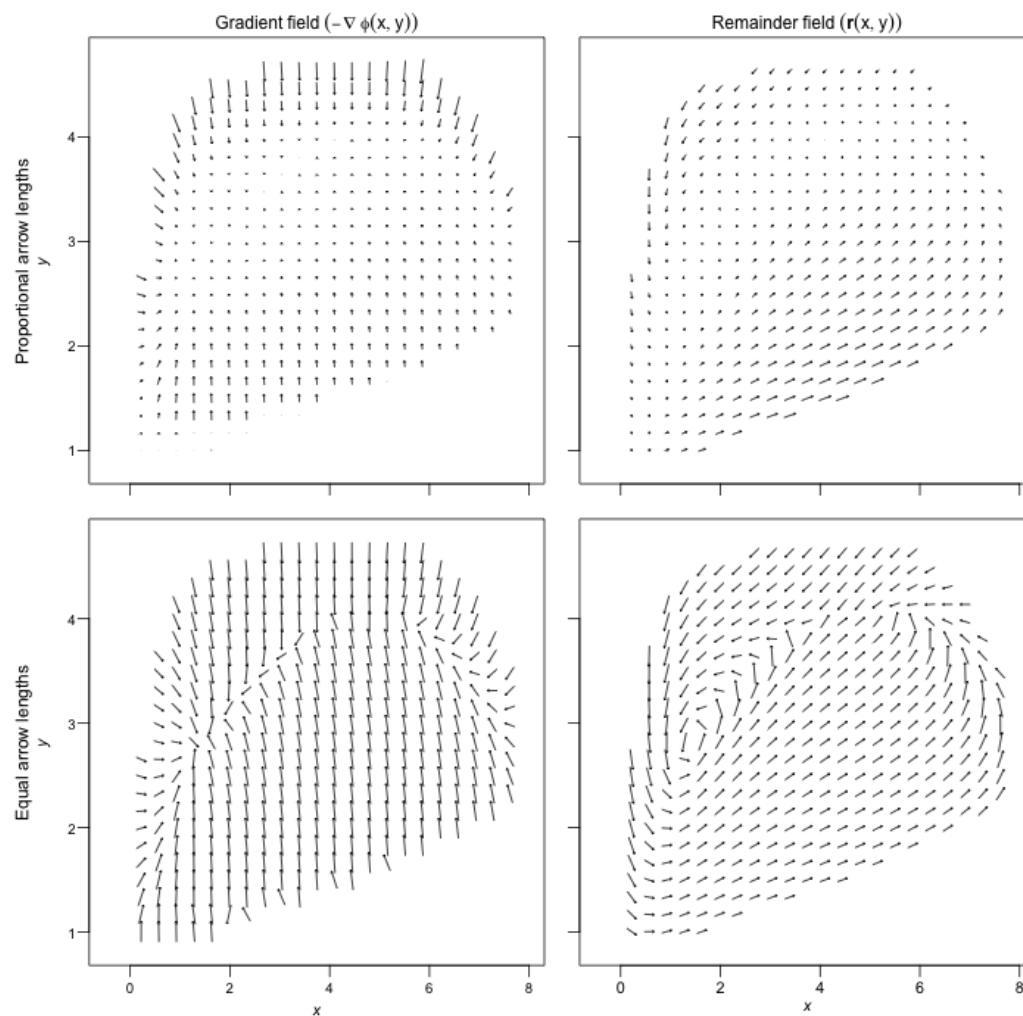 Gradient field (−∇ φ(x, y))
Remainder field (r(x, y))
Proportional arrow lengths
y
4
3
2
1
Equal arrow lengths
y
4
3
2
1
0 2 4 6 8
x
0 2 4 6 8
x